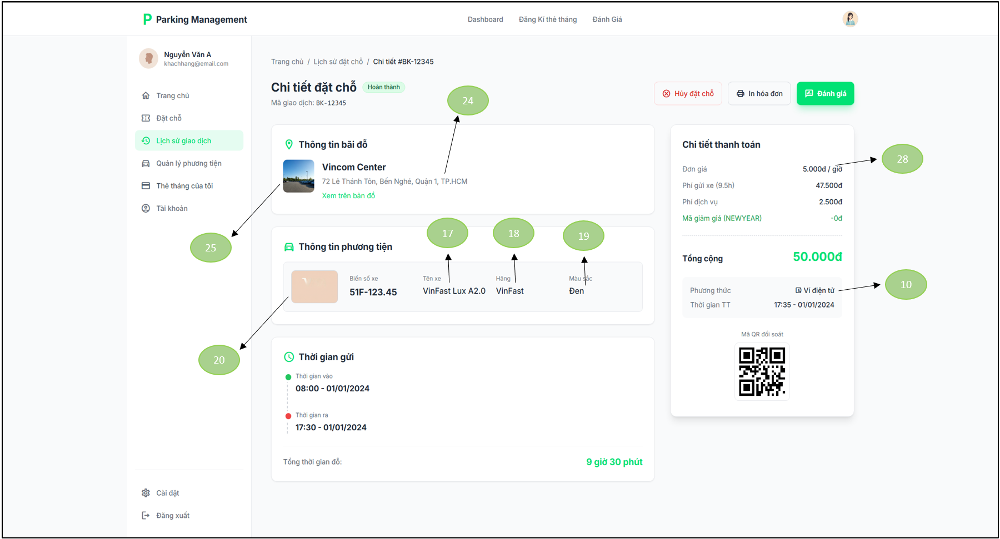 P Parking Management
Dashboard
Đăng Kí thẻ tháng
Đánh Giá
Nguyễn Văn A
khachhang@email.com
Trang chủ
Đặt chỗ
Lịch sử giao dịch
Quản lý phương tiện
Thẻ tháng của tôi
Tài khoản
Cài đặt
Đăng xuất
Trang chủ / Lịch sử đặt chỗ / Chi tiết #BK-12345
Chi tiết đặt chỗ Hoàn thành
Mã giao dịch: BK-12345
24
Hủy đặt chỗ
In hóa đơn
Đánh giá
Thông tin bãi đỗ
Vincom Center
72 Lê Thánh Tôn, Bến Nghé, Quận 1, TP.HCM
Xem trên bản đồ
25
17
18
19
Thông tin phương tiện
Biển số xe
51F-123.45
Tên xe
VinFast Lux A2.0
Hãng
VinFast
Màu sắc
Đen
20
Thời gian gửi
Thời gian vào
08:00 - 01/01/2024
Thời gian ra
17:30 - 01/01/2024
Tổng thời gian đỗ: 9 giờ 30 phút
Chi tiết thanh toán
28
Đơn giá 5.000đ / giờ
Phí gửi xe (9.5h) 47.500đ
Phí dịch vụ 2.500đ
Mã giảm giá (NEWYEAR) -0đ
Tổng cộng 50.000đ
Phương thức Ví điện tử
10
Thời gian TT 17:35 - 01/01/2024
Mã QR đối soát